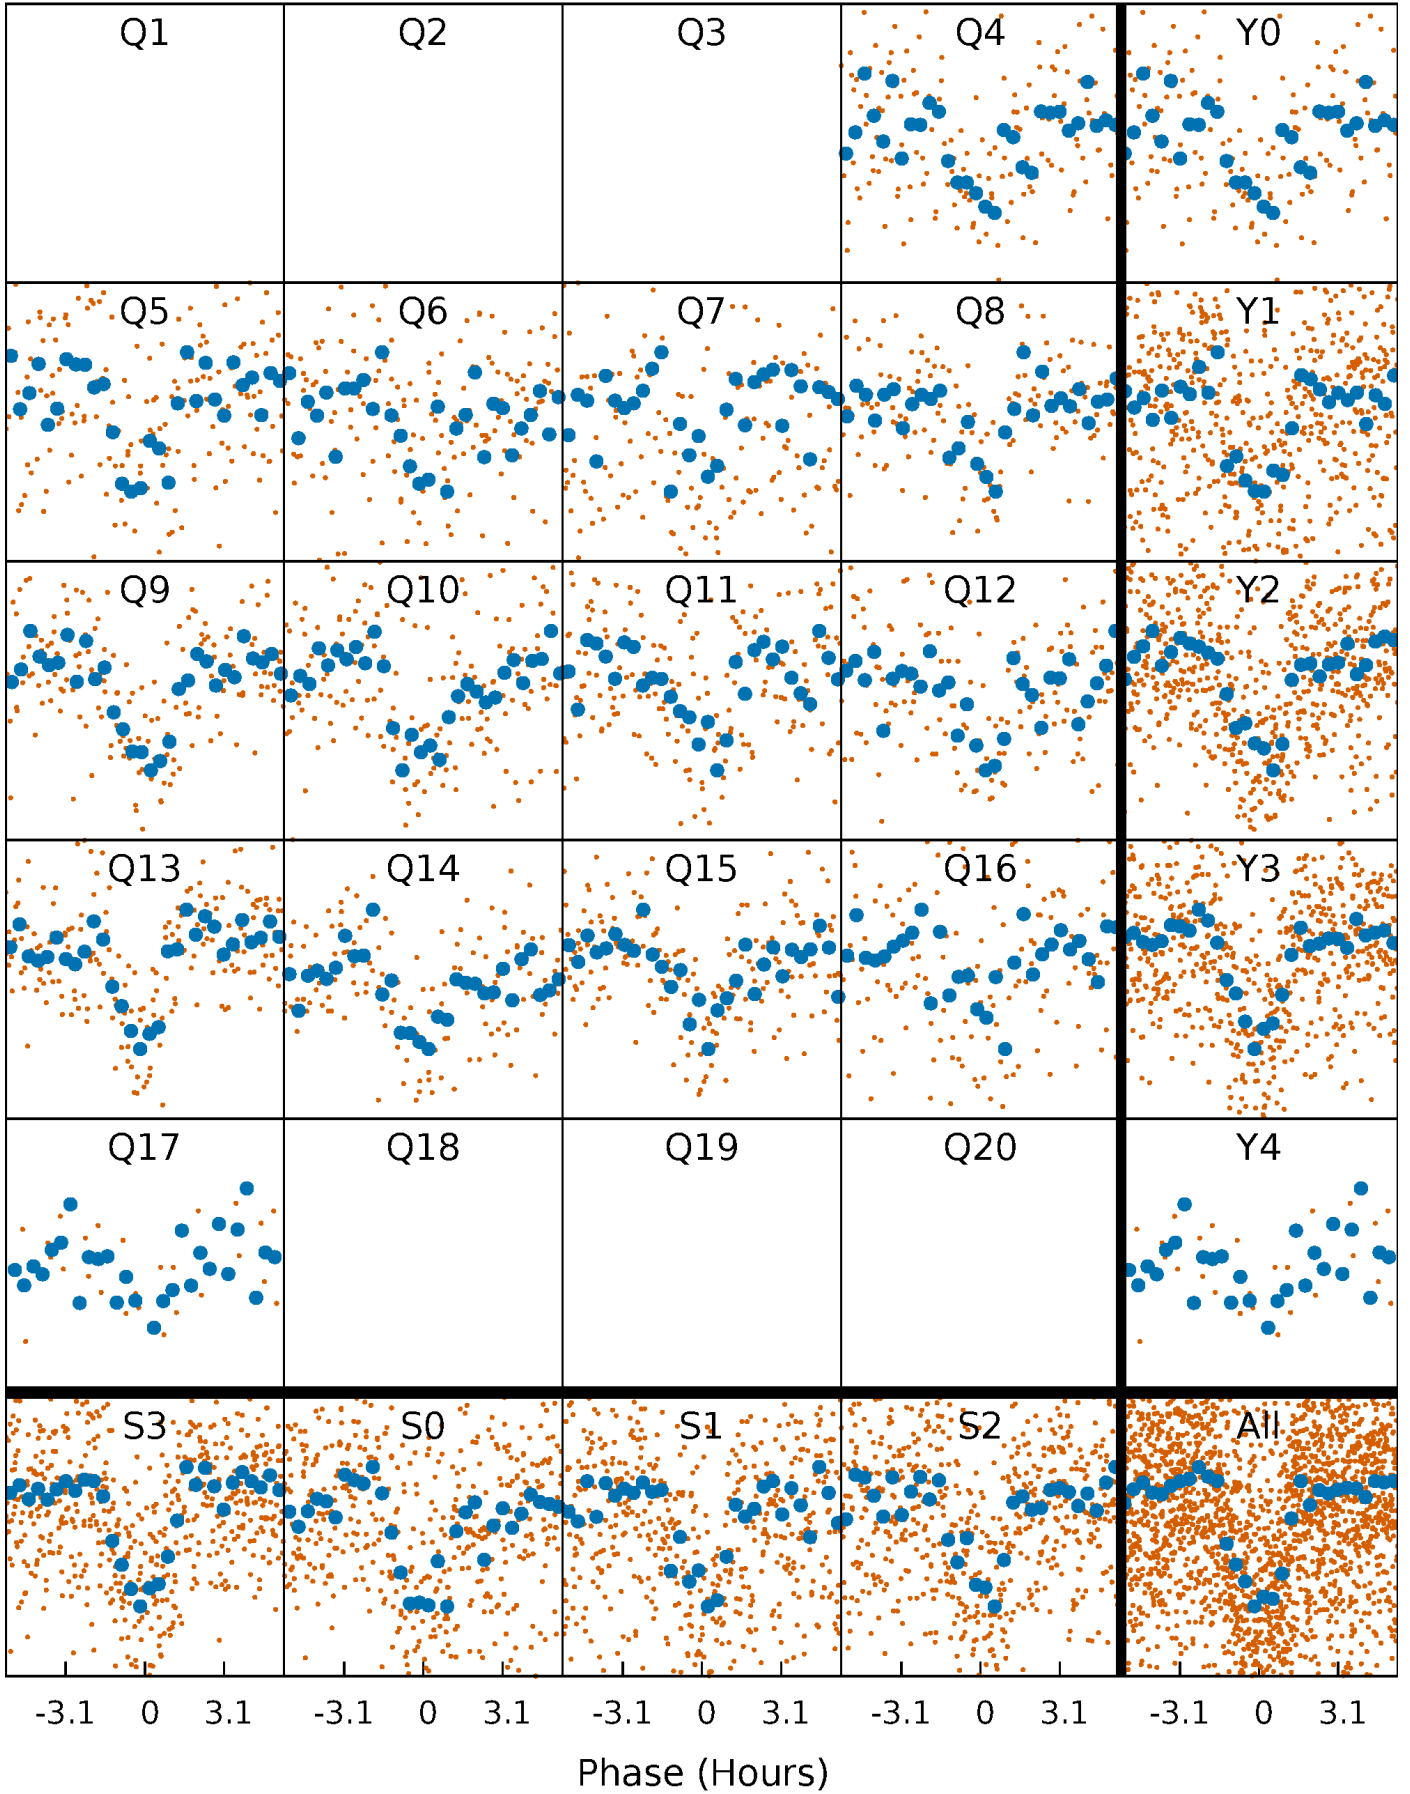 Q1 Q2 Q3 Q4 Y0
Q5 Q6 Q7 Q8 Y1
Q9 Q10 Q11 Q12 Y2
Q13 Q14 Q15 Q16 Y3
Q17 Q18 Q19 Q20 Y4
S3 S0 S1 S2 All
-3.1 0 3.1 -3.1 0 3.1 -3.1 0 3.1 -3.1 0 3.1 -3.1 0 3.1
Phase (Hours)